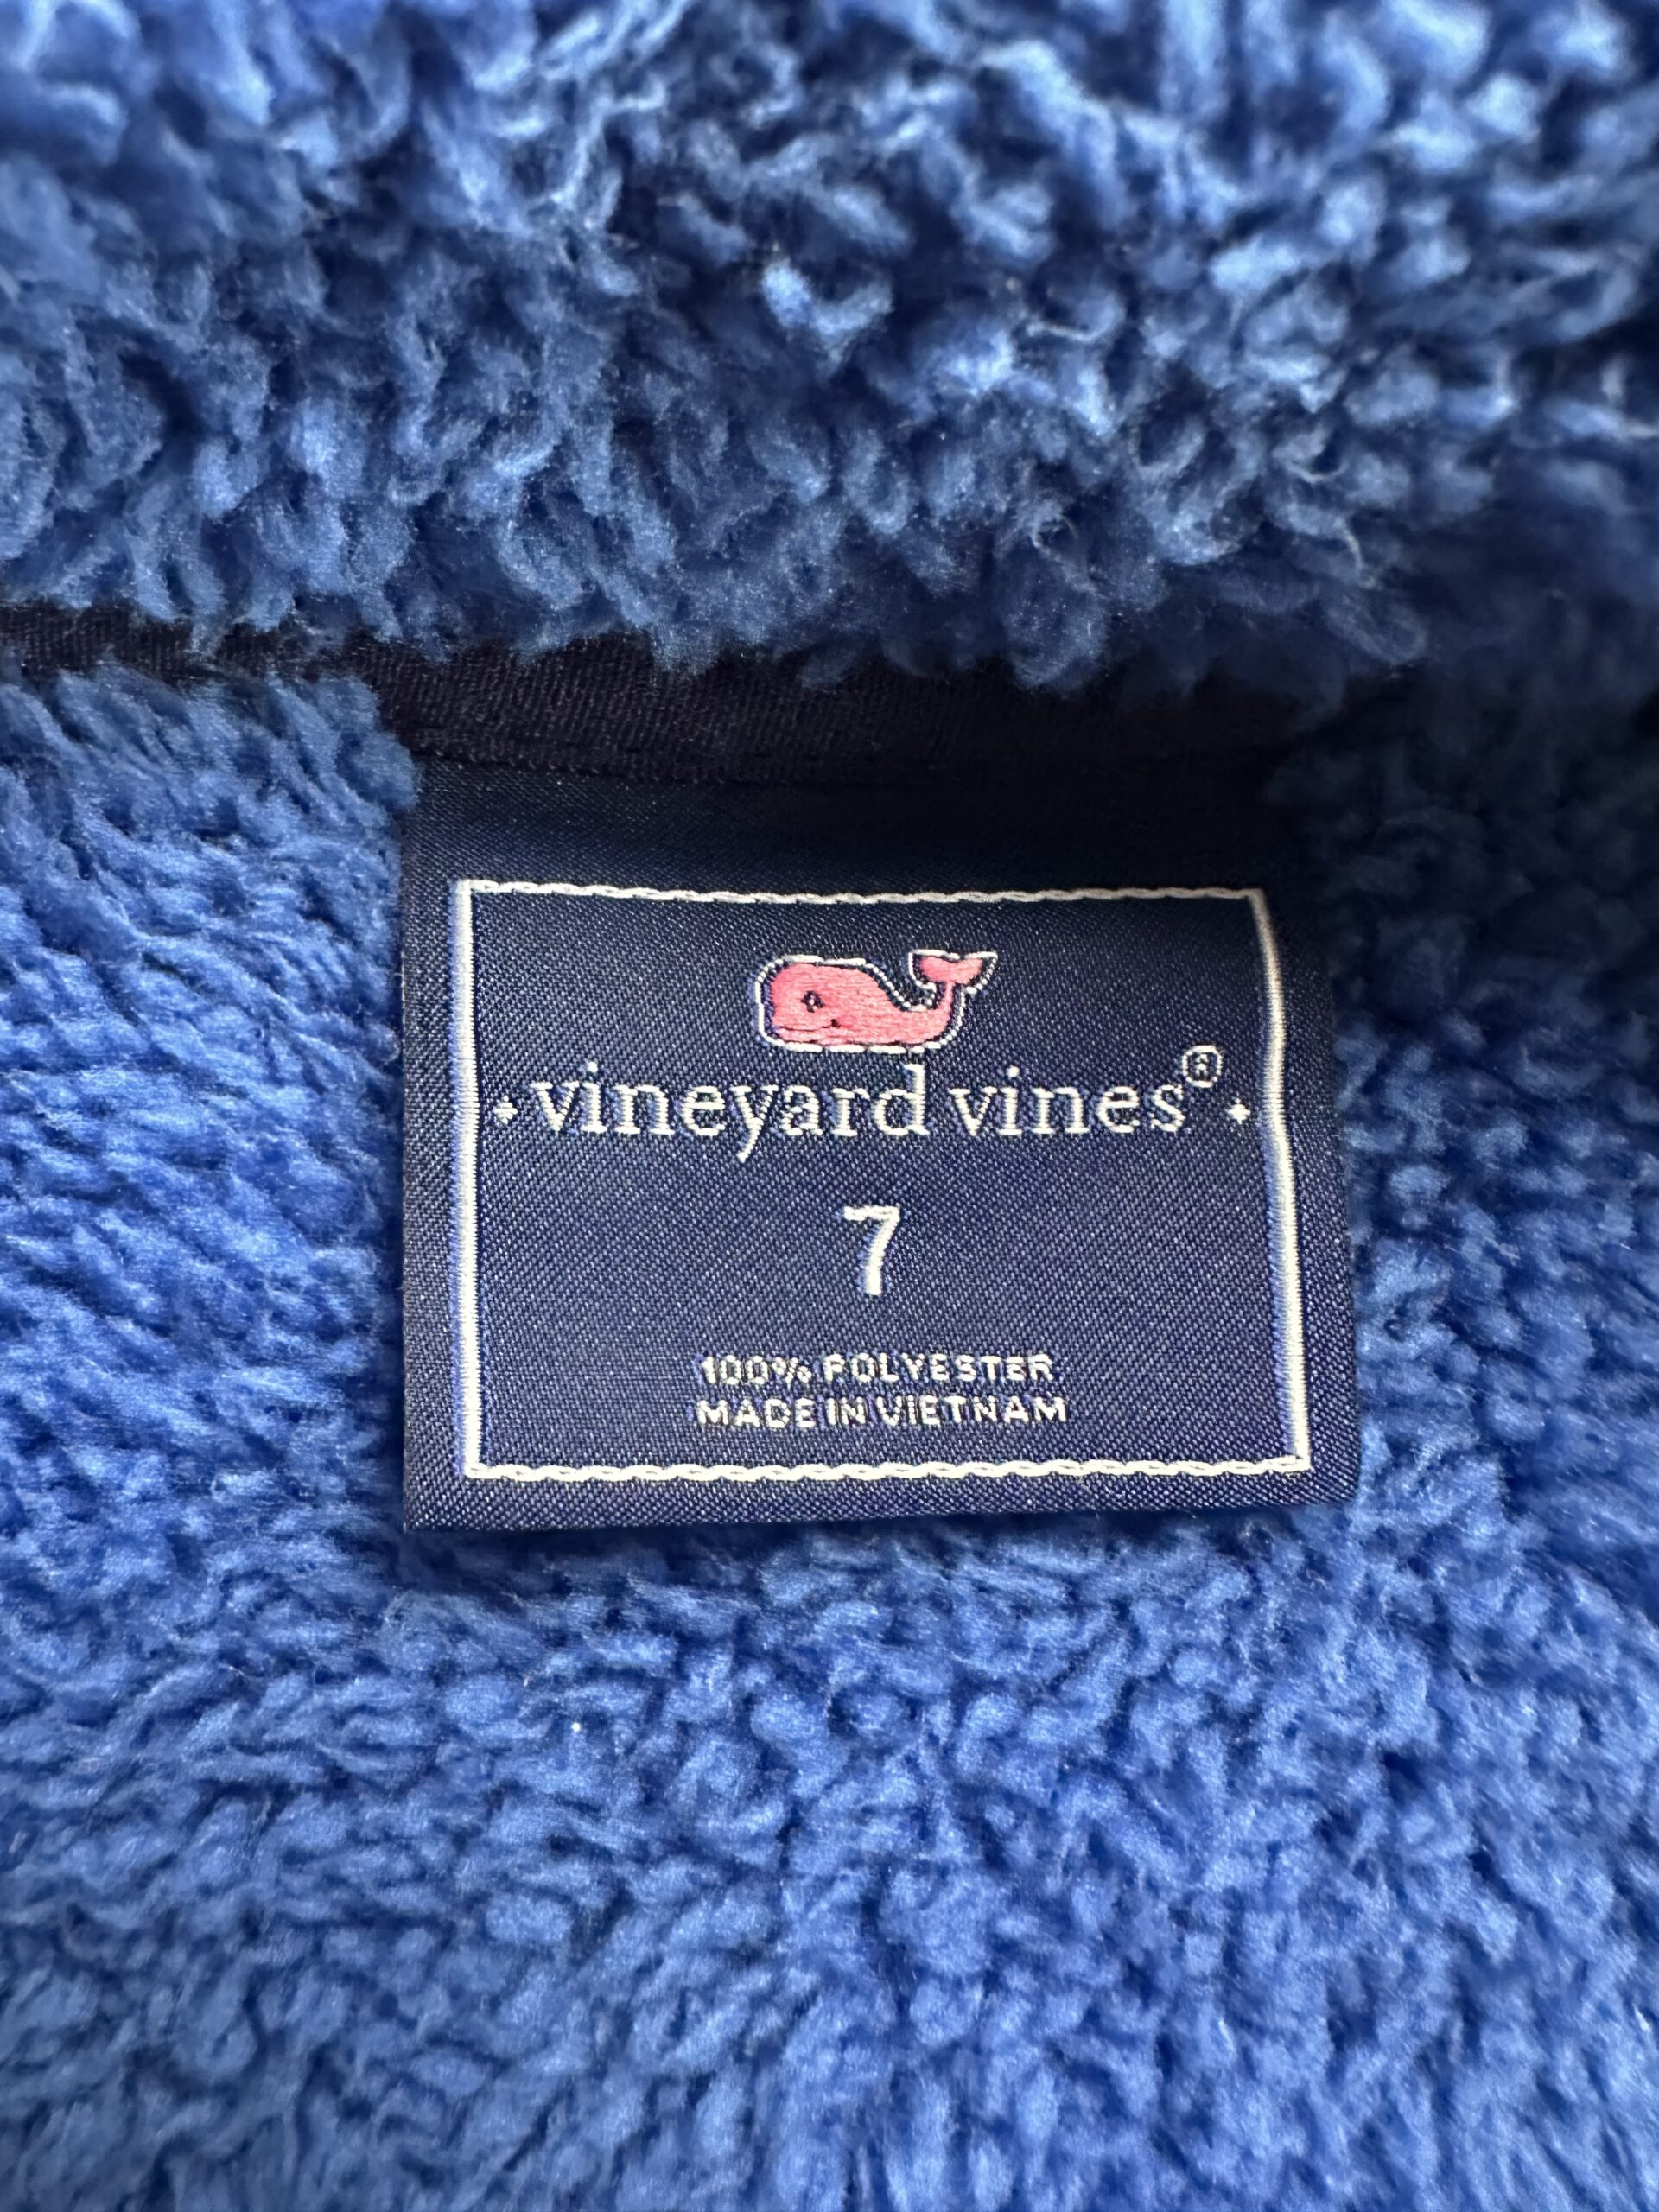 vineyard vines®
7
100% POLYESTER
MADE IN VIETNAM